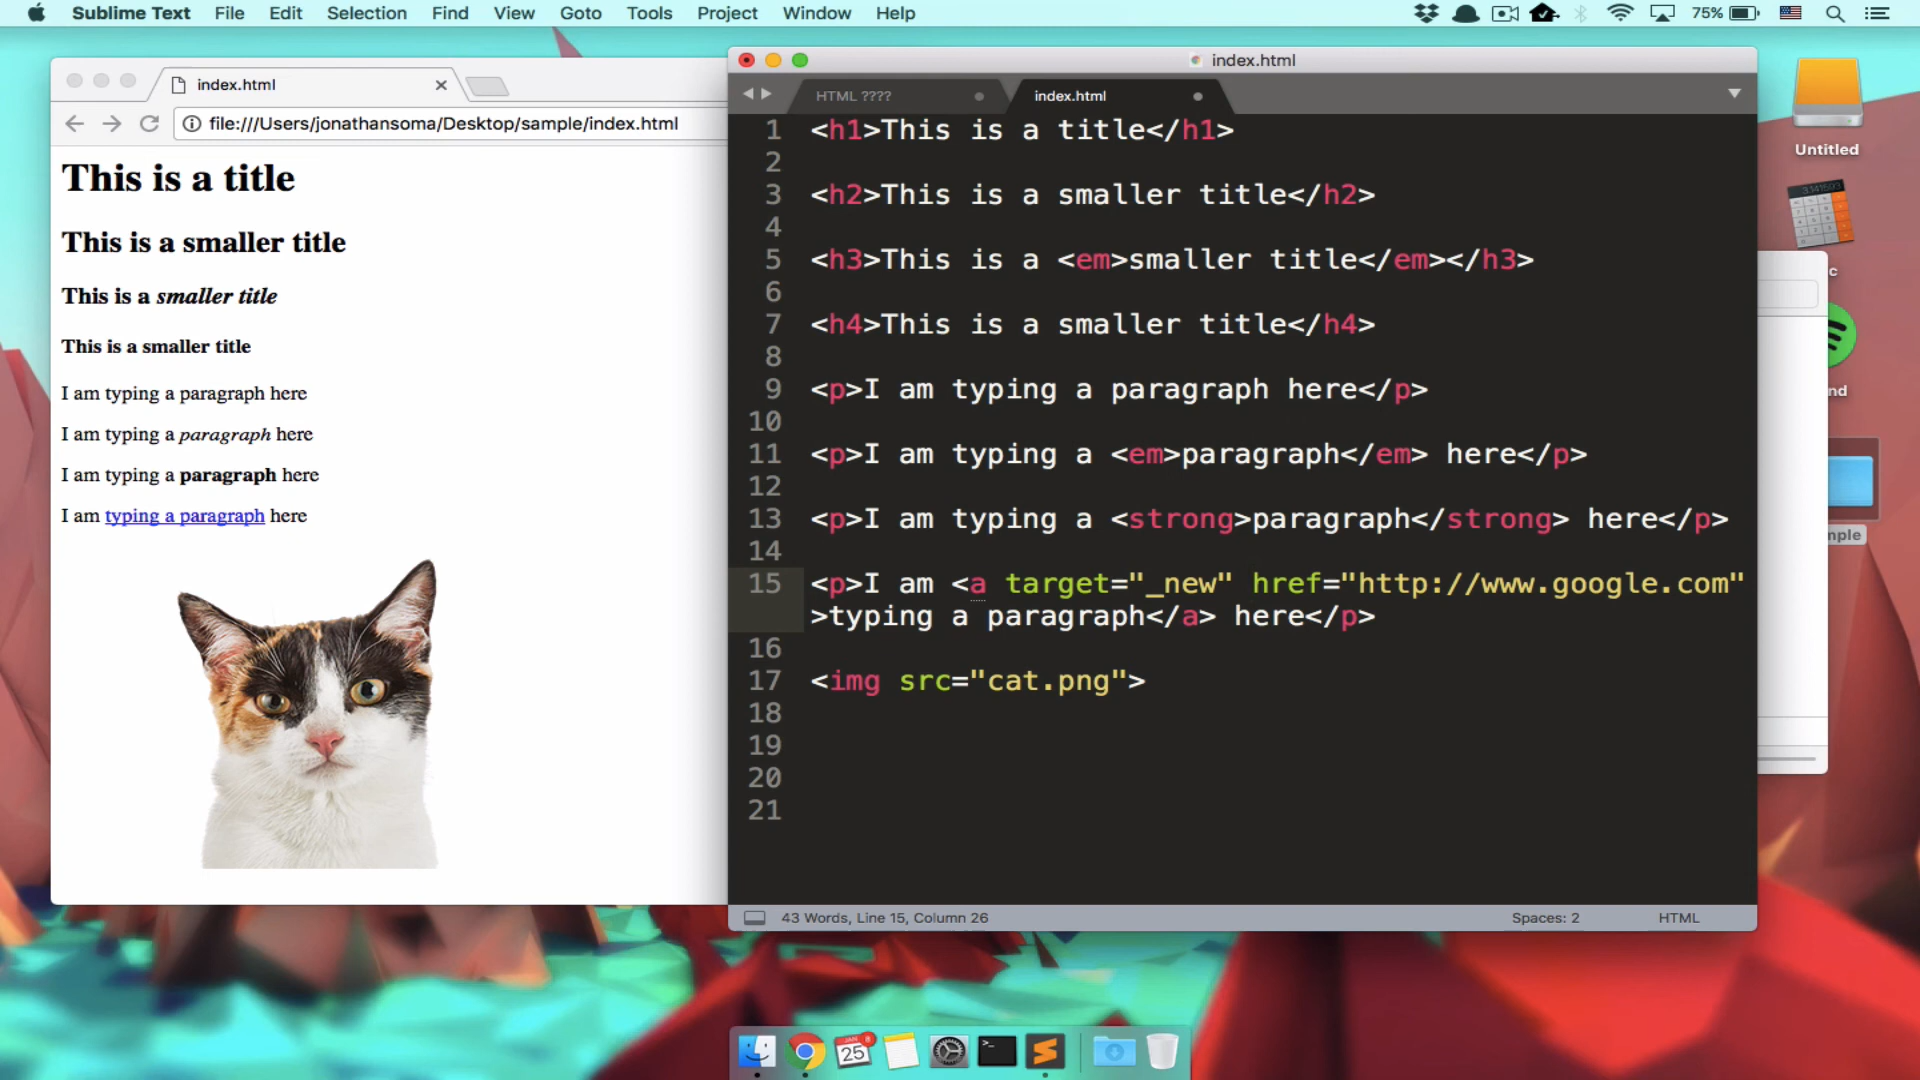 Sublime Text File Edit Selection Find View Goto Tools Project Window Help
75%
index.html
file:///Users/jonathansoma/Desktop/sample/index.html
This is a title
This is a smaller title
This is a smaller title
This is a smaller title
I am typing a paragraph here
I am typing a paragraph here
I am typing a paragraph here
I am typing a paragraph here
index.html
HTML ????
index.html
1 <h1>This is a title</h1>
2
3 <h2>This is a smaller title</h2>
4
5 <h3>This is a <em>smaller title</em></h3>
6
7 <h4>This is a smaller title</h4>
8
9 <p>I am typing a paragraph here</p>
10
11 <p>I am typing a <em>paragraph</em> here</p>
12
13 <p>I am typing a <strong>paragraph</strong> here</p>
14
15 <p>I am <a target="_new" href="http://www.google.com"
>typing a paragraph</a> here</p>
16
17 <img src="cat.png">
18
19
20
21
43 Words, Line 15, Column 26
Spaces: 2
HTML
Untitled
3.141593
c
nd
mple
JAN
25
8